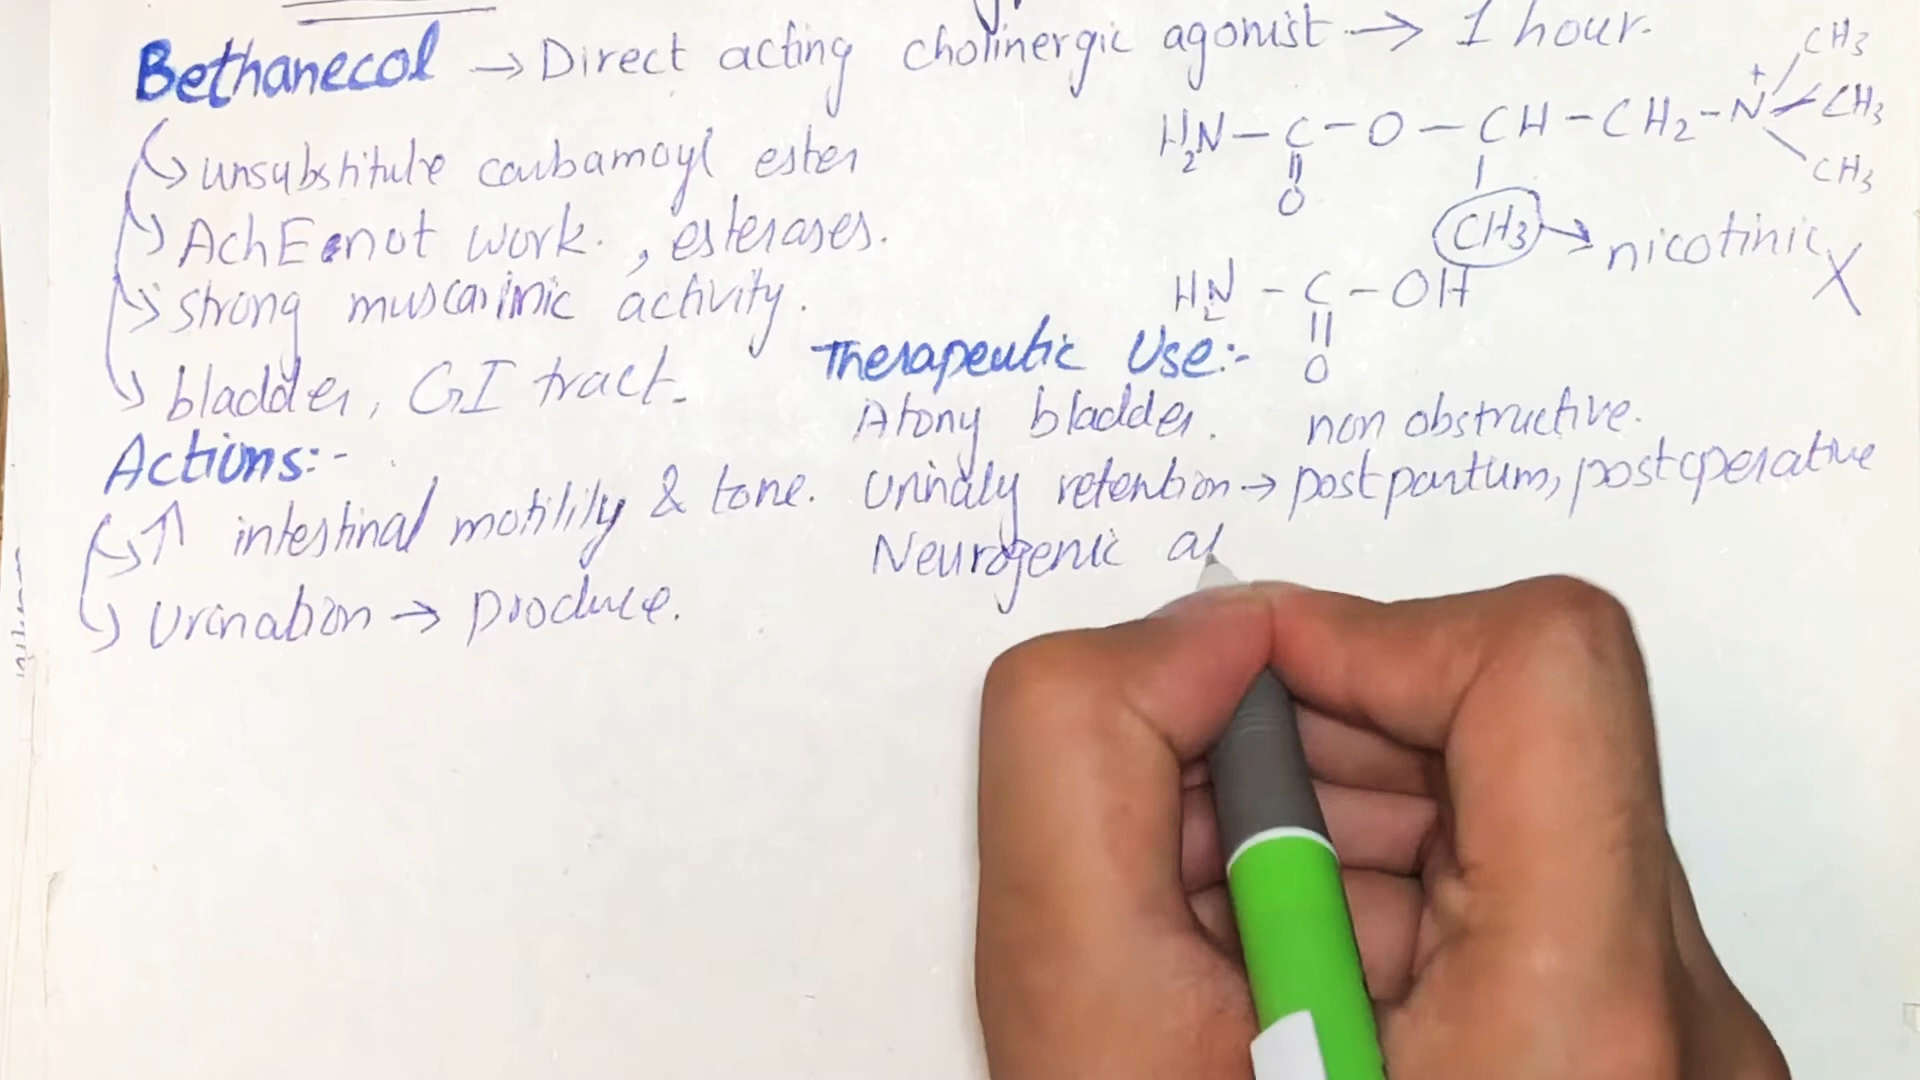 Bethanecol → Direct acting cholinergic agonist → 1 hour.
unsubstitute carbamoyl ester
AchE not work. , esterases.
strong muscarinic activity.
bladder, GI tract.
H2N - C - O - CH - CH2 - N+ CH3
CH3
CH3
O
CH3 → nicotinic X
H2N - C - OH
O
Actions:-
↑ intestinal motility & tone.
Urination → produce.
Therapeutic Use:-
Atony bladder. non obstructive.
Urinaly retention → postpartum, postoperative
Neurogenic